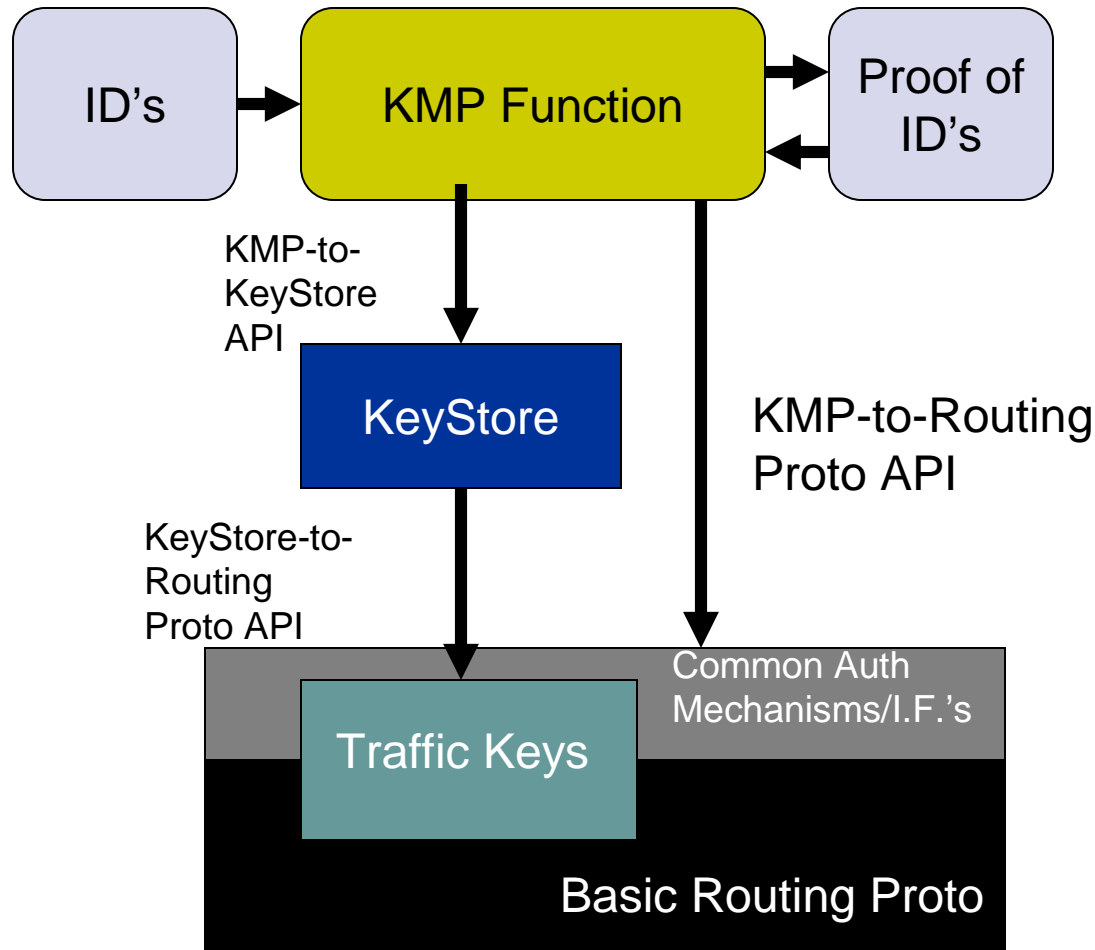 ID's
KMP Function
Proof of
ID's
KMP-to-
KeyStore
API
KeyStore
KMP-to-Routing
Proto API
KeyStore-to-
Routing
Proto API
Common Auth
Mechanisms/I.F.'s
Traffic Keys
Basic Routing Proto